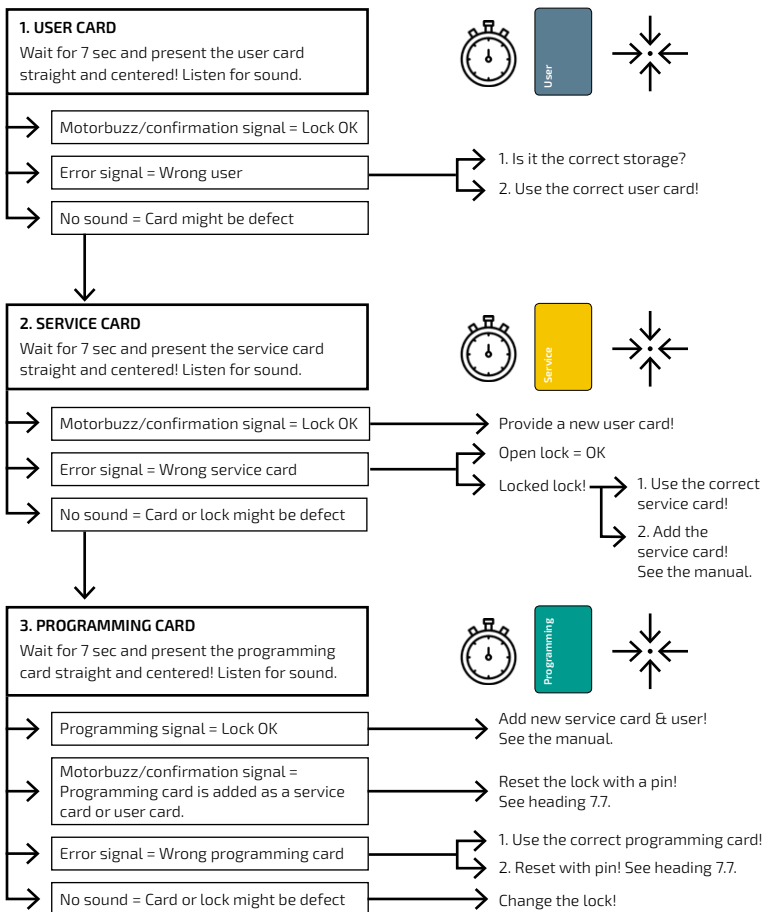 1. USER CARD
Wait for 7 sec and present the user card
straight and centered! Listen for sound.
User
Motorbuzz/confirmation signal = Lock OK
Error signal = Wrong user
1. Is it the correct storage?
2. Use the correct user card!
No sound = Card might be defect
2. SERVICE CARD
Wait for 7 sec and present the service card
straight and centered! Listen for sound.
Service
Motorbuzz/confirmation signal = Lock OK
Provide a new user card!
Error signal = Wrong service card
Open lock = OK
Locked lock!
1. Use the correct
service card!
2. Add the
service card!
See the manual.
No sound = Card or lock might be defect
3. PROGRAMMING CARD
Wait for 7 sec and present the programming
card straight and centered! Listen for sound.
Programming
Programming signal = Lock OK
Add new service card & user!
See the manual.
Motorbuzz/confirmation signal =
Programming card is added as a service
card or user card.
Reset the lock with a pin!
See heading 7.7.
Error signal = Wrong programming card
1. Use the correct programming card!
2. Reset with pin! See heading 7.7.
No sound = Card or lock might be defect
Change the lock!